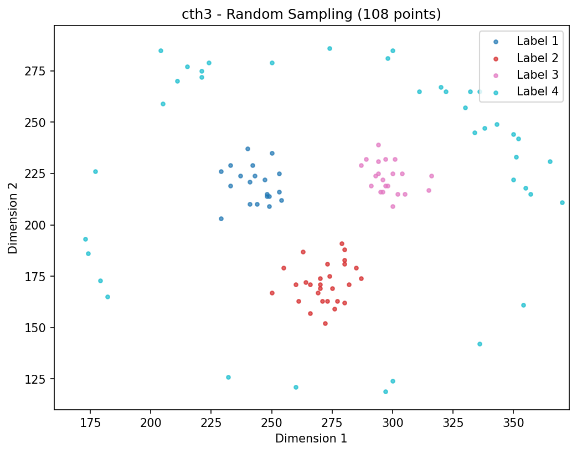 cth3 - Random Sampling (108 points)
Label 1
Label 2
Label 3
Label 4
275
250
225
200
175
150
125
Dimension 2
175
200
225
250
275
300
325
350
Dimension 1